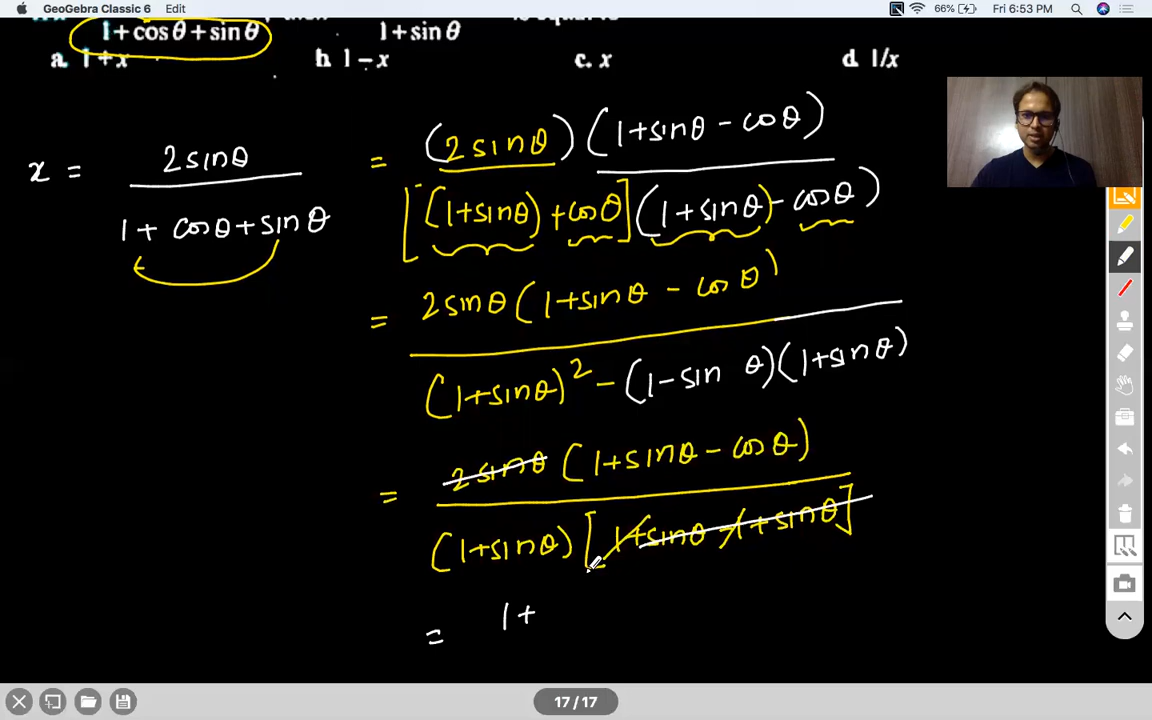 GeoGebra Classic 6 Edit 66% Fri 6:53 PM
1+cosθ+sinθ 1+sinθ
a. 1+x b. 1-x c. x d. 1/x
x = 2sinθ / 1+ cosθ+sinθ = (2sinθ)(1+sinθ-cosθ) / [(1+sinθ)+cosθ](1+sinθ)-cosθ)
= 2sinθ(1+sinθ-cosθ) / (1+sinθ)² - (1-sin θ)(1+sinθ)
= 2sinθ(1+sinθ-cosθ) / (1+sinθ)[1+sinθ-1+sinθ]
= 1+
17/17